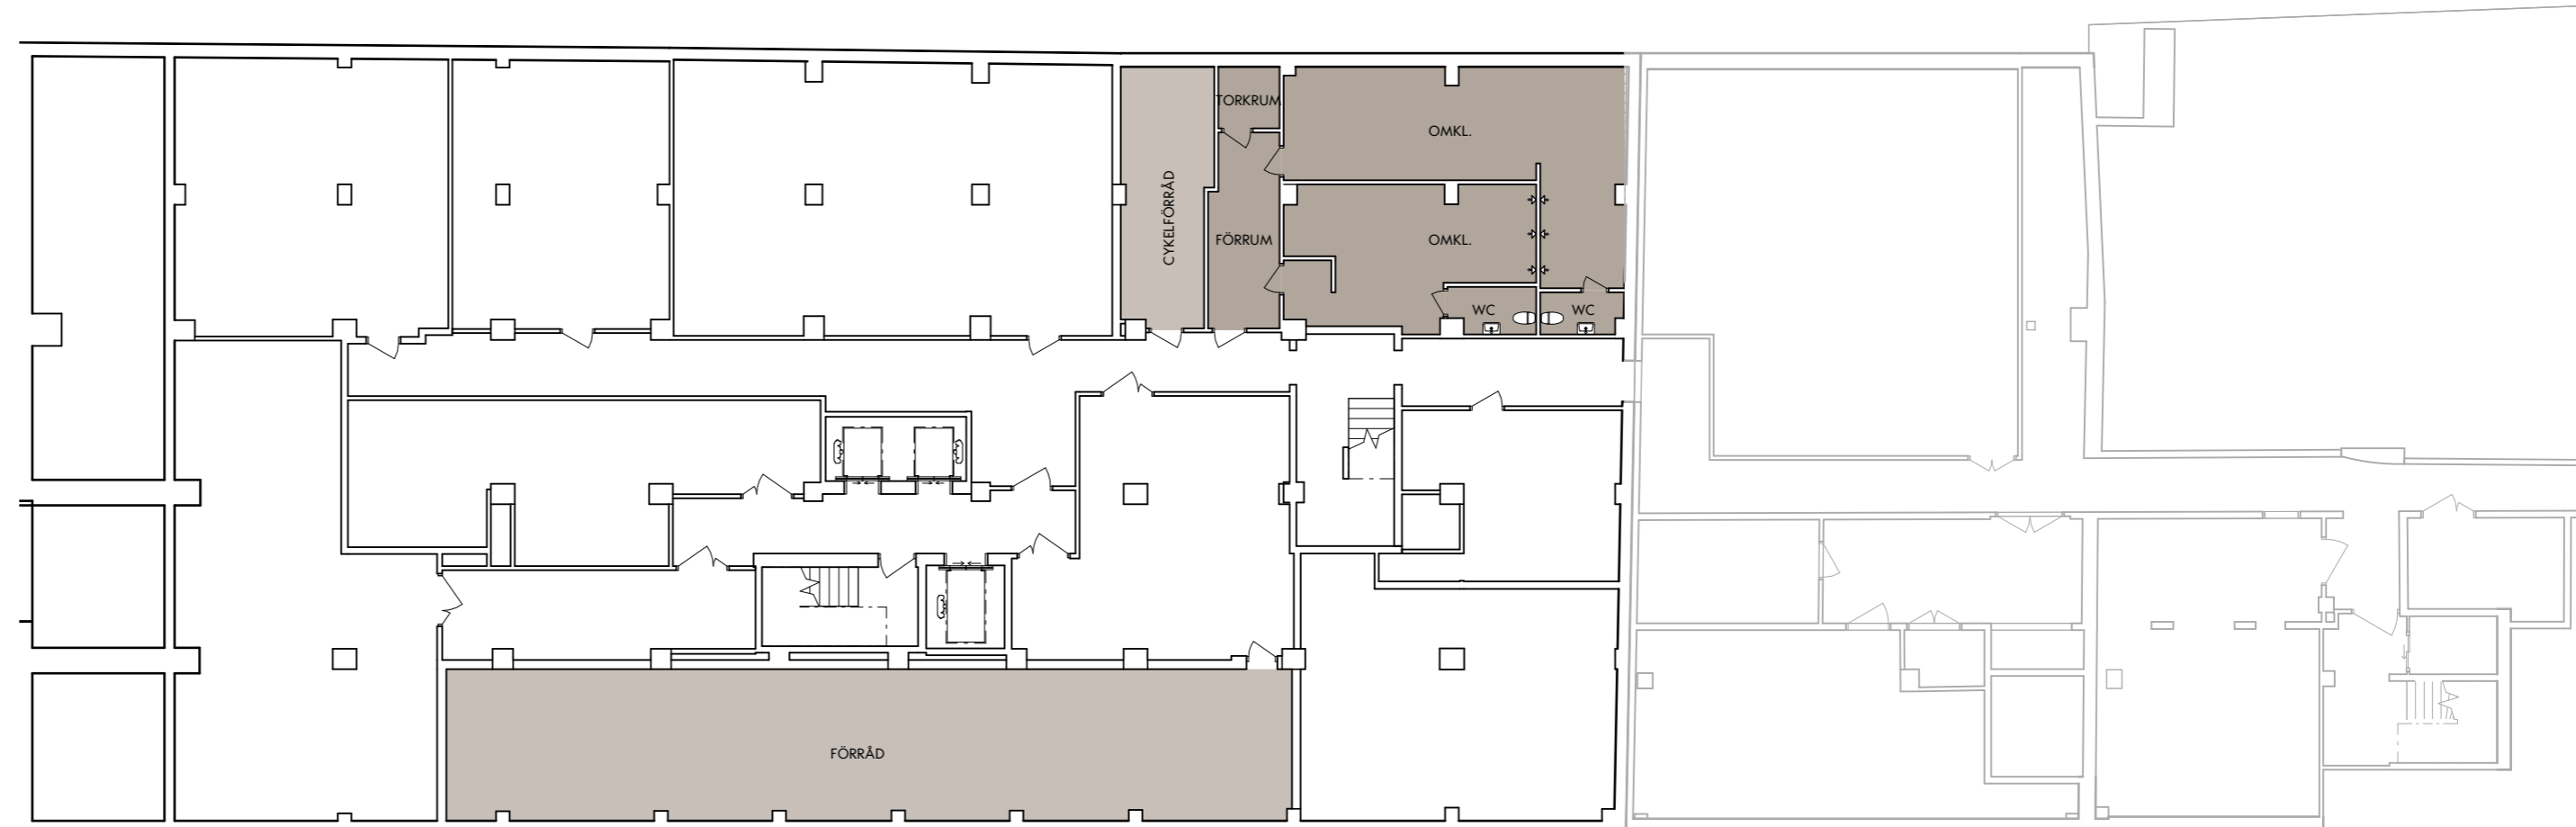 TORKRUM
OMKL.
CYKELFÖRRÅD
FÖRRUM
OMKL.
WC
WC
FÖRRÅD